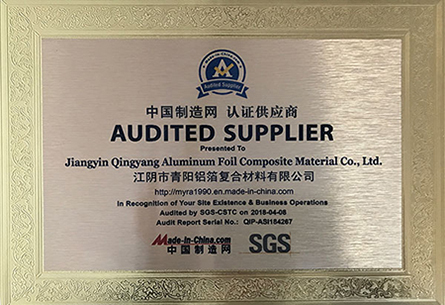 MADE-IN-CHINA.COM
Audited Supplier
中国制造网 认证供应商
AUDITED SUPPLIER
Presented To
Jiangyin Qingyang Aluminum Foil Composite Material Co., Ltd.
江阴市青阳铝箔复合材料有限公司
http://myra1990.en.made-in-china.com
In Recognition of Your Site Existence & Business Operations
Audited by SGS-CSTC on 2018-04-08
Audit Report Serial No.: QIP-ASI184267
Made-in-China.com
中国制造网
SGS